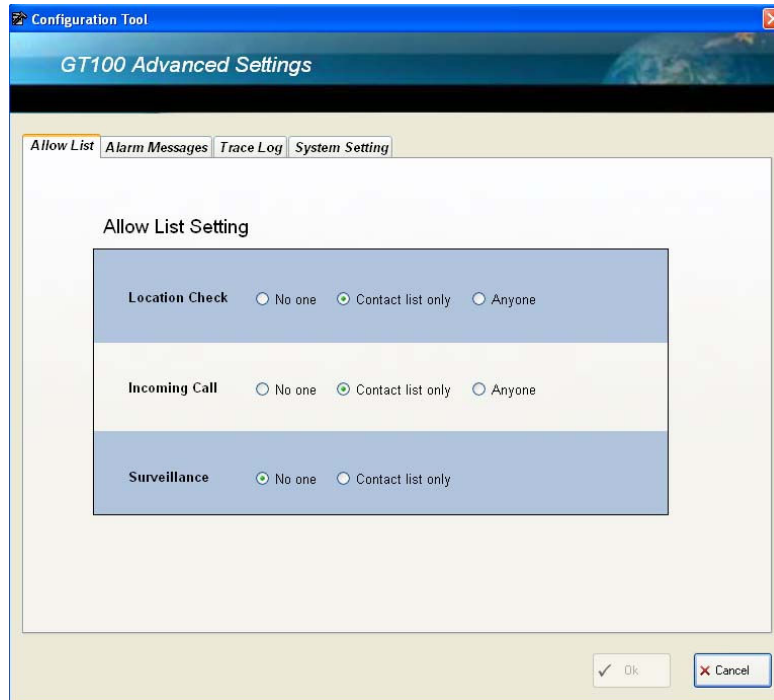 Configuration Tool
GT100 Advanced Settings
Allow List Alarm Messages Trace Log System Setting
Allow List Setting
Location Check No one Contact list only Anyone
Incoming Call No one Contact list only Anyone
Surveillance No one Contact list only
Ok Cancel